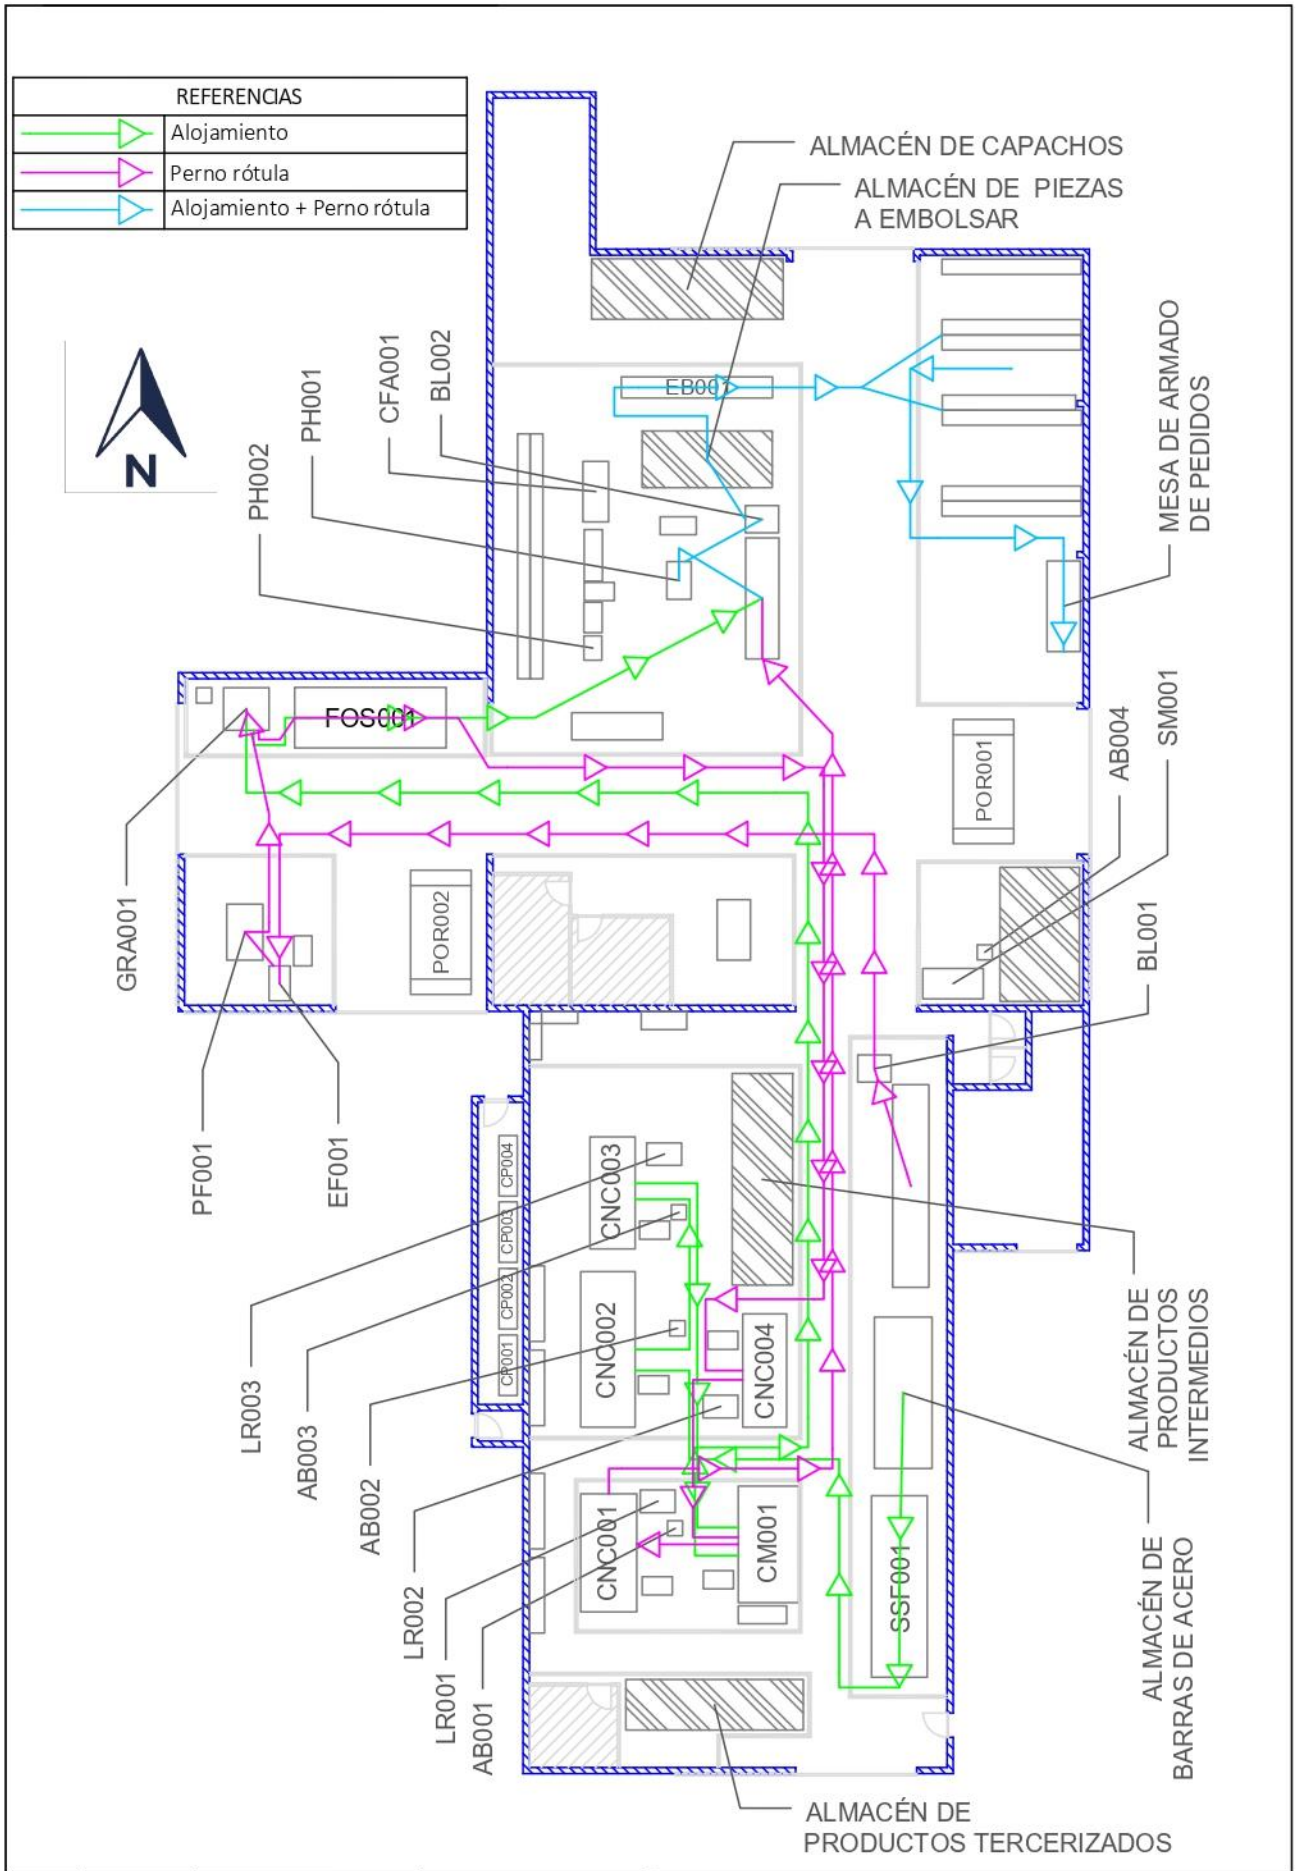 REFERENCIAS
Alojamiento
Perno rótula
Alojamiento + Perno rótula
ALMACÉN DE CAPACHOS
ALMACÉN DE PIEZAS
A EMBOLSAR
N
PH002
PH001
CFA001
BL002
EB001
MESA DE ARMADO
DE PEDIDOS
FOS001
GRA001
POR002
POR001
AB004
SM001
BL001
PF001
EF001
CP004
CP003
CP002
CP001
CNC003
CNC002
CNC004
CNC001
CM001
SSF001
LR003
AB003
AB002
LR002
LR001
AB001
ALMACÉN DE
PRODUCTOS
INTERMEDIOS
ALMACÉN DE
BARRAS DE ACERO
ALMACÉN DE
PRODUCTOS TERCERIZADOS